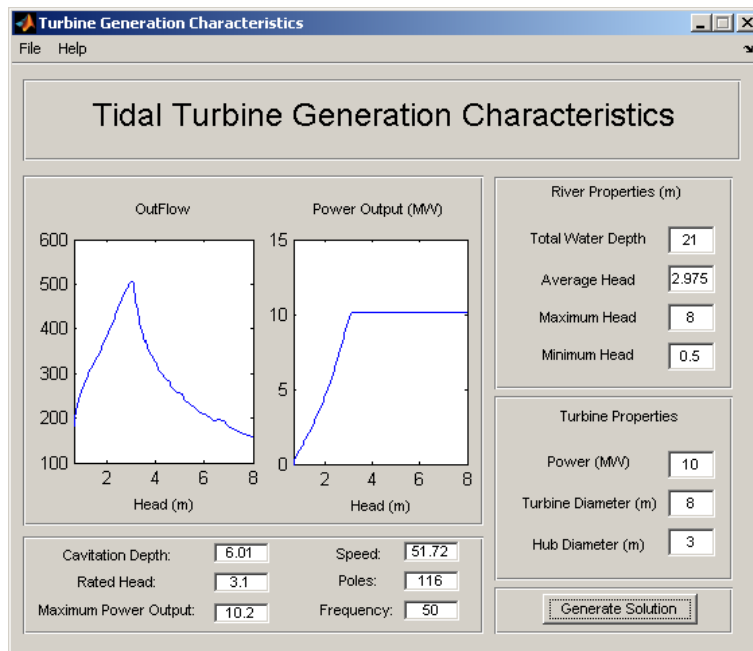 Turbine Generation Characteristics
File Help
Tidal Turbine Generation Characteristics
OutFlow
600
500
400
300
200
100
2 4 6 8
Head (m)
Power Output (MW)
15
10
5
0
2 4 6 8
Head (m)
River Properties (m)
Total Water Depth 21
Average Head 2.975
Maximum Head 8
Minimum Head 0.5
Turbine Properties
Power (MW) 10
Turbine Diameter (m) 8
Hub Diameter (m) 3
Cavitation Depth: 6.01 Speed: 51.72
Rated Head: 3.1 Poles: 116
Maximum Power Output: 10.2 Frequency: 50
Generate Solution